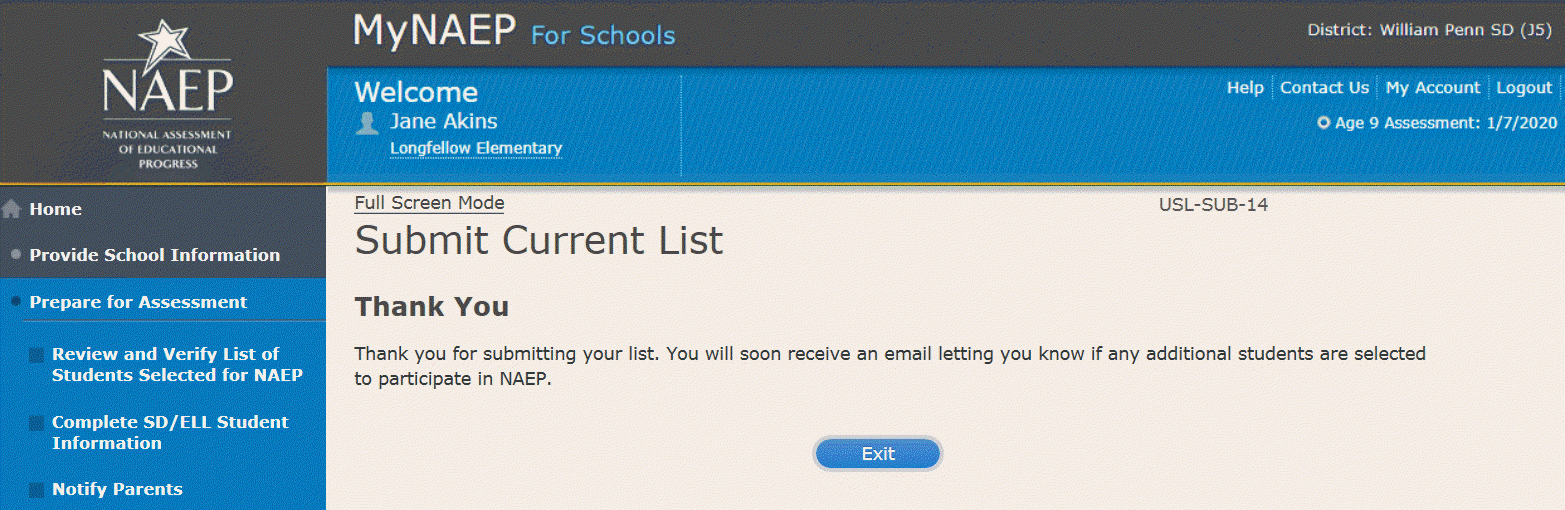 NAEP
NATIONAL ASSESSMENT
OF EDUCATIONAL
PROGRESS
MyNAEP For Schools
District: William Penn SD (J5)
Welcome
Jane Akins
Longfellow Elementary
Help
Contact Us
My Account
Logout
Age 9 Assessment: 1/7/2020
Home
Provide School Information
Prepare for Assessment
Review and Verify List of
Students Selected for NAEP
Complete SD/ELL Student
Information
Notify Parents
Full Screen Mode
USL-SUB-14
Submit Current List
Thank You
Thank you for submitting your list. You will soon receive an email letting you know if any additional students are selected
to participate in NAEP.
Exit